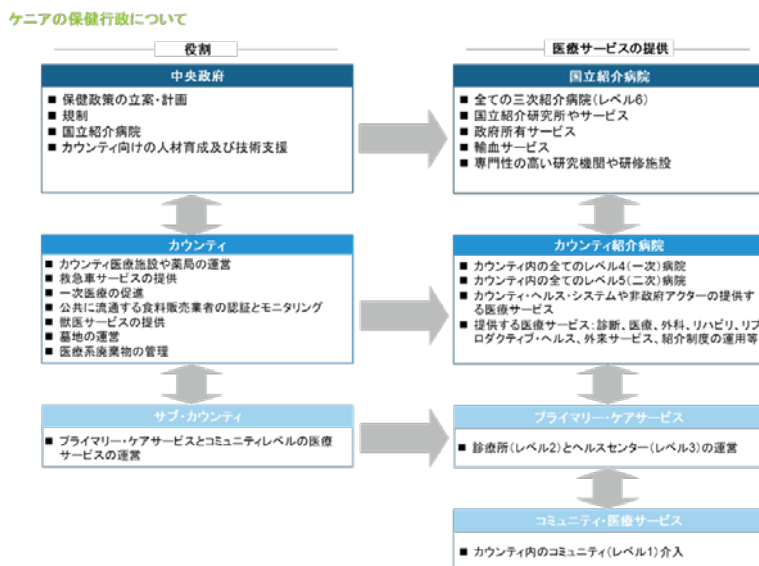 ケニアの保健行政について
役割
中央政府
■ 保健政策の立案・計画
■ 規制
■ 国立紹介病院
■ カウンティ向けの人材育成及び技術支援
カウンティ
■ カウンティ医療施設や薬局の運営
■ 救急車サービスの提供
■ 一次医療の促進
■ 公共に流通する食料販売業者の認証とモニタリング
■ 獣医サービスの提供
■ 墓地の運営
■ 医療系廃棄物の管理
サブ・カウンティ
■ プライマリー・ケアサービスとコミュニティレベルの医療
サービスの運営
医療サービスの提供
国立紹介病院
■ 全ての三次紹介病院(レベル6)
■ 国立紹介研究所やサービス
■ 政府所有サービス
■ 輸血サービス
■ 専門性の高い研究機関や研修施設
カウンティ紹介病院
■ カウンティ内の全てのレベル4(一次)病院
■ カウンティ内の全てのレベル5(二次)病院
■ カウンティ・ヘルス・システムや非政府アクターの提供す
る医療サービス
■ 提供する医療サービス:診断、医療、外科、リハビリ、リプ
ロダクティブ・ヘルス、外来サービス、紹介制度の運用等
プライマリー・ケアサービス
■ 診療所(レベル2)とヘルスセンター(レベル3)の運営
コミュニティ・医療サービス
■ カウンティ内のコミュニティ(レベル1)介入